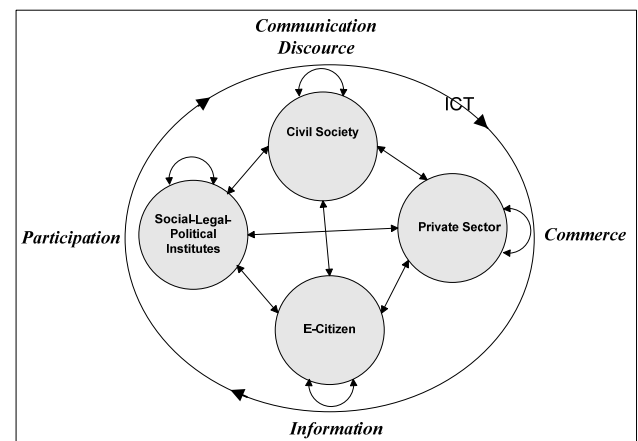 Communication
Discource
ICT
Civil Society
Social-Legal-
Political
Institutes
Private Sector
Participation
Commerce
E-Citizen
Information